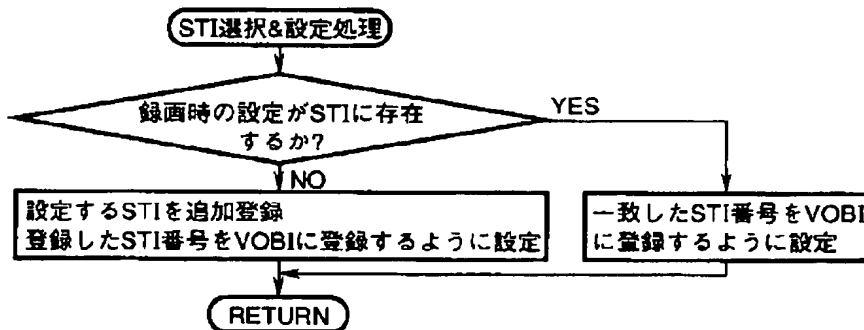 STI選択&設定処理
録画時の設定がSTIに存在
するか?
YES
NO
設定するSTIを追加登録
登録したSTI番号をVOBIに登録するように設定
一致したSTI番号をVOBI
に登録するように設定
RETURN